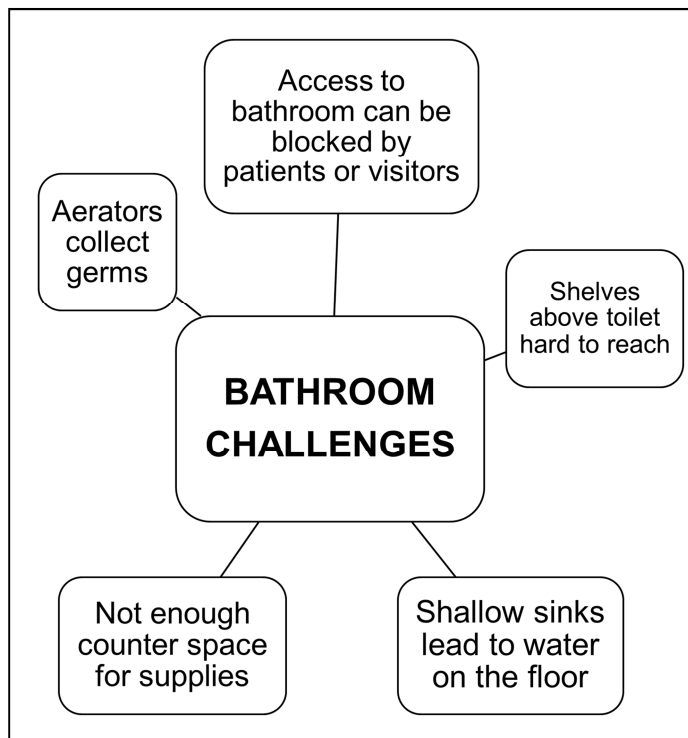 Access to
bathroom can be
blocked by
patients or visitors
Aerators
collect
germs
Shelves
above toilet
hard to reach
BATHROOM
CHALLENGES
Not enough
counter space
for supplies
Shallow sinks
lead to water
on the floor